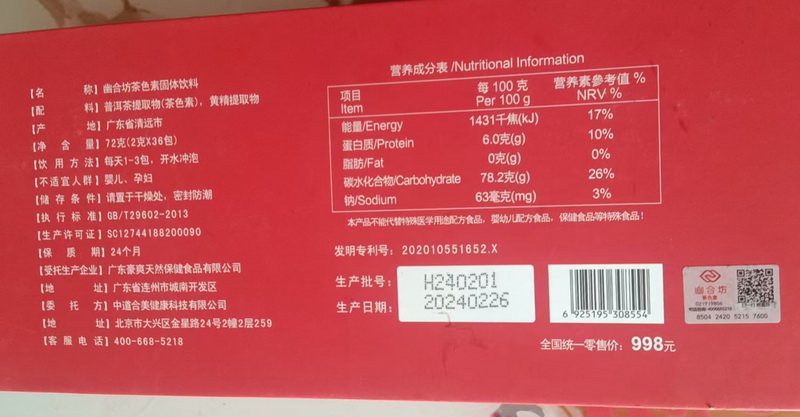 【名 称】幽合坊茶色素固体饮料
【配 料】普洱茶提取物(茶色素),黄精提取物
【产 地】广东省清远市
【净 含 量】72克(2克X36包)
【饮 用 方 法】每天1-3包,开水冲泡
【不适宜人群】婴儿、孕妇
【储 存 条 件】请置于干燥处,密封防潮
【执 行 标 准】GB/T29602-2013
【生产许可证】SC12744188200090
【保 质 期】24个月
【受托生产企业】广东豪爽天然保健食品有限公司
【地 址】广东省连州市城南开发区
【委 托 方】中道合美健康科技有限公司
【地 址】北京市大兴区金星路24号2幢2层259
【客 服 电 话】400-668-5218
营养成分表/Nutritional Information
项目 每 100 克 营养素参考值 %
Item Per 100 g NRV %
能量/Energy 1431千焦(kJ) 17%
蛋白质/Protein 6.0克(g) 10%
脂肪/Fat 0克(g) 0%
碳水化合物/Carbohydrate 78.2克(g) 26%
钠/Sodium 63毫克(mg) 3%
本产品不能代替特殊医学用途配方食品,婴幼儿配方食品,保健食品等特殊食品!
发明专利号:202010551652.X
生产批号:H240201
生产日期:20240226
6 925195 308554
幽合坊
茶色素
8504 2420 5215 7600
全国统一零售价:998元